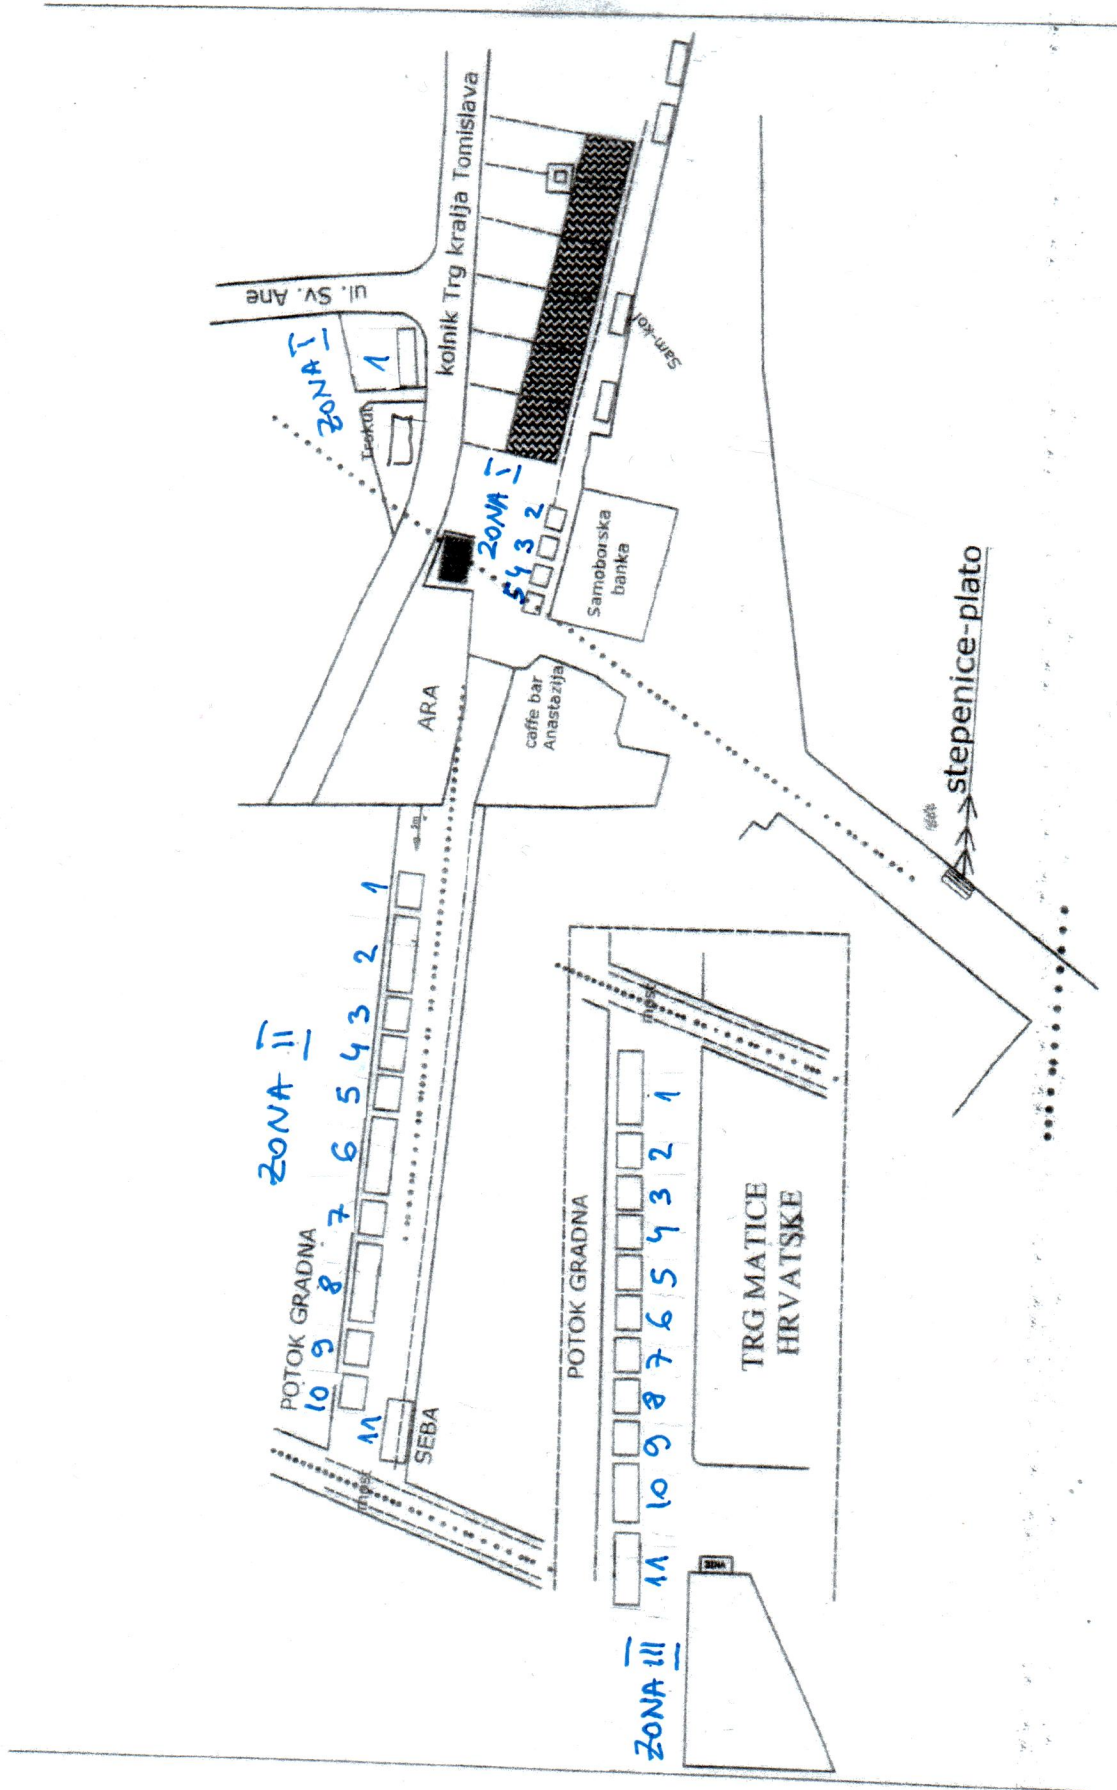 ul. Sv. Ane
kolnik Trg kralja Tomislava
ZONA I
1
Trokut
ZONA I
5 4 3 2
Sam-kol
Samoborska
banka
ARA
caffe bar
Anastazija
stepenice-plato
2m
ZONA II
POTOK GRADNA
10 9 8 7 6 5 4 3 2 1
11
SEBA
most
POTOK GRADNA
most
11 10 9 8 7 6 5 4 3 2 1
TRG MATICE
HRVATSKE
ZONA III